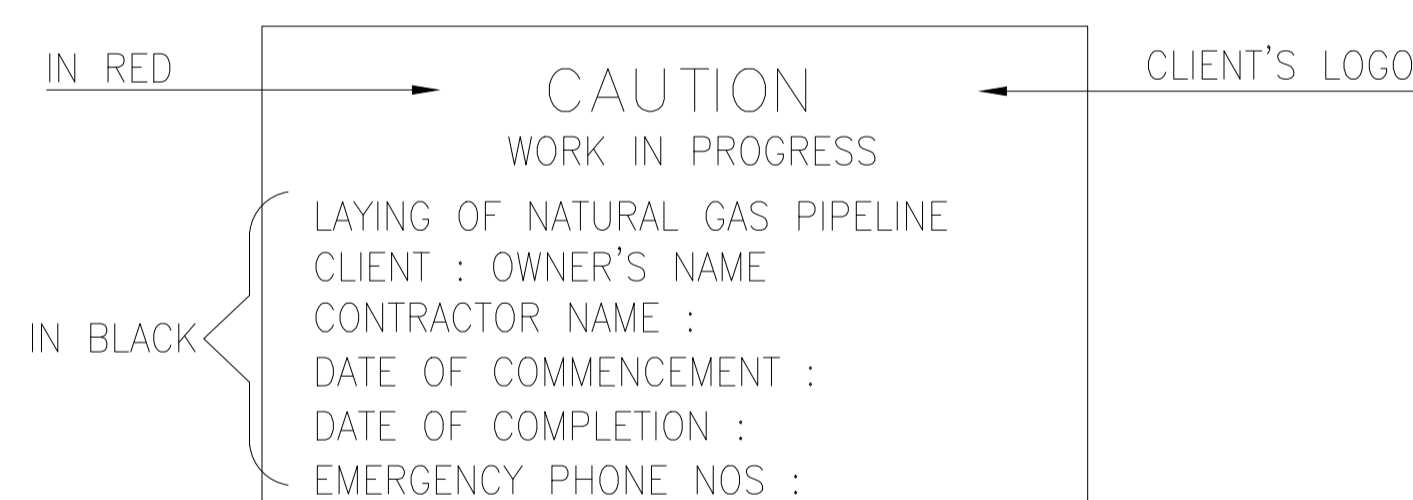 IN RED
CAUTION
CLIENT'S LOGO
WORK IN PROGRESS
LAYING OF NATURAL GAS PIPELINE
CLIENT : OWNER'S NAME
CONTRACTOR NAME :
IN BLACK
DATE OF COMMENCEMENT :
DATE OF COMPLETION :
EMERGENCY PHONE NOS :